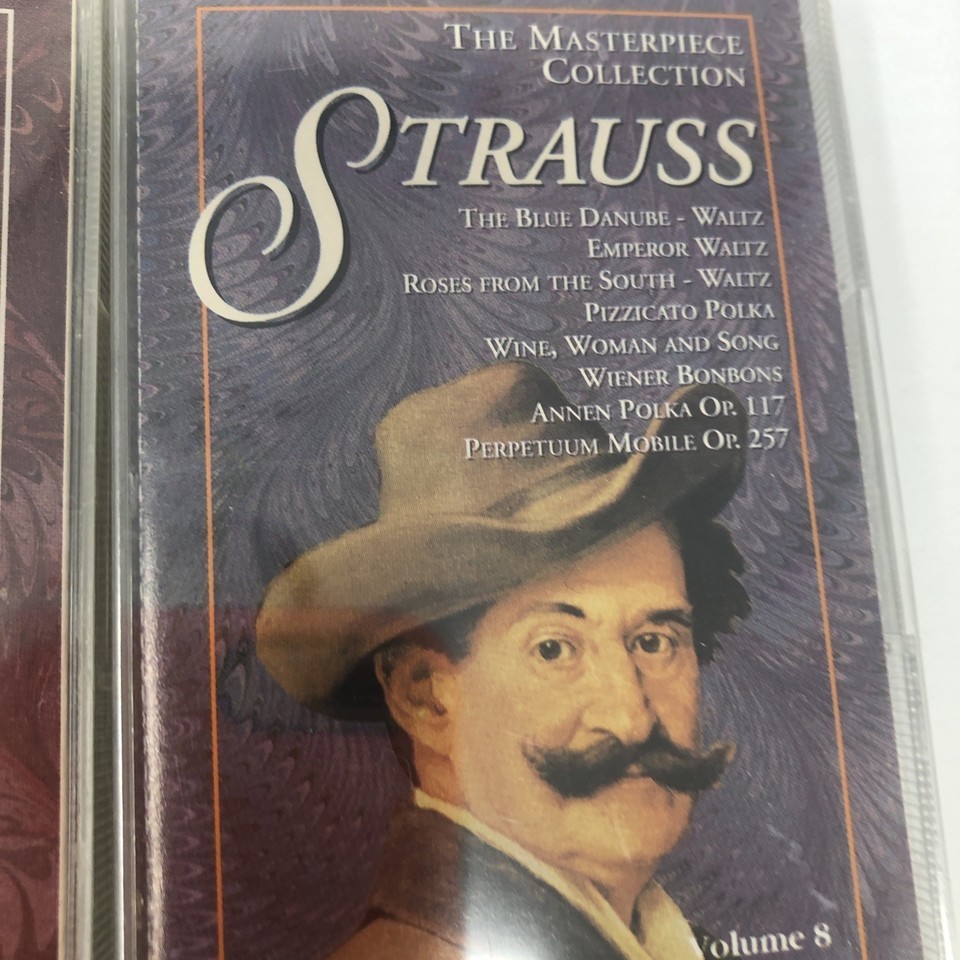 THE MASTERPIECE
COLLECTION
STRAUSS
THE BLUE DANUBE - WALTZ
EMPEROR WALTZ
ROSES FROM THE SOUTH - WALTZ
PIZZICATO POLKA
WINE, WOMAN AND SONG
WIENER BONBONS
ANNEN POLKA OP. 117
PERPETUUM MOBILE OP. 257
Volume 8